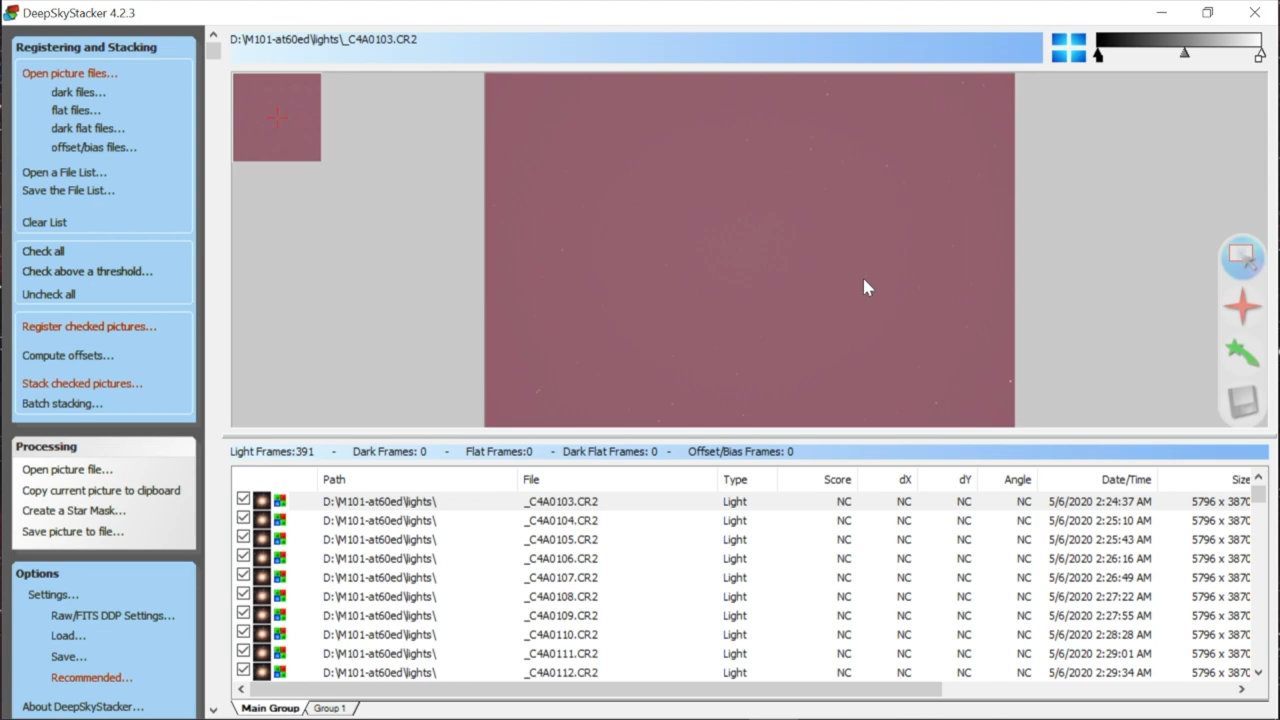 DeepSkyStacker 4.2.3
Registering and Stacking
Open picture files...
dark files...
flat files...
dark flat files...
offset/bias files...
Open a File List...
Save the File List...
Clear List
Check all
Check above a threshold...
Uncheck all
Register checked pictures...
Compute offsets...
Stack checked pictures...
Batch stacking...
Processing
Open picture file...
Copy current picture to clipboard
Create a Star Mask...
Save picture to file...
Options
Settings...
Raw/FITS DDP Settings...
Load...
Save...
Recommended...
About DeepSkyStacker...
D:\M101-at60ed\lights\_C4A0103.CR2
Light Frames:391 - Dark Frames: 0 - Flat Frames:0 - Dark Flat Frames: 0 - Offset/Bias Frames: 0
Path File Type Score dX dY Angle Date/Time Size
D:\M101-at60ed\lights\ _C4A0103.CR2 Light NC NC NC NC 5/6/2020 2:24:37 AM 5796 x 3870
D:\M101-at60ed\lights\ _C4A0104.CR2 Light NC NC NC NC 5/6/2020 2:25:10 AM 5796 x 3870
D:\M101-at60ed\lights\ _C4A0105.CR2 Light NC NC NC NC 5/6/2020 2:25:43 AM 5796 x 3870
D:\M101-at60ed\lights\ _C4A0106.CR2 Light NC NC NC NC 5/6/2020 2:26:16 AM 5796 x 3870
D:\M101-at60ed\lights\ _C4A0107.CR2 Light NC NC NC NC 5/6/2020 2:26:49 AM 5796 x 3870
D:\M101-at60ed\lights\ _C4A0108.CR2 Light NC NC NC NC 5/6/2020 2:27:22 AM 5796 x 3870
D:\M101-at60ed\lights\ _C4A0109.CR2 Light NC NC NC NC 5/6/2020 2:27:55 AM 5796 x 3870
D:\M101-at60ed\lights\ _C4A0110.CR2 Light NC NC NC NC 5/6/2020 2:28:28 AM 5796 x 3870
D:\M101-at60ed\lights\ _C4A0111.CR2 Light NC NC NC NC 5/6/2020 2:29:01 AM 5796 x 3870
D:\M101-at60ed\lights\ _C4A0112.CR2 Light NC NC NC NC 5/6/2020 2:29:34 AM 5796 x 3870
Main Group Group 1